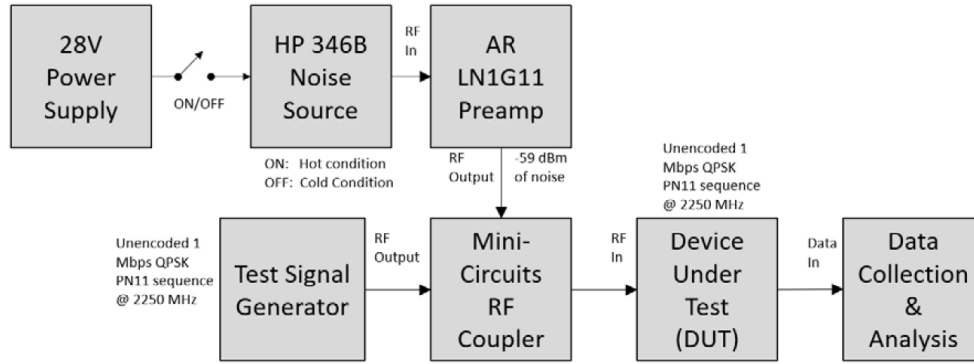 28V
Power
Supply
ON/OFF
HP 346B
Noise
Source
RF
In
AR
LN1G11
Preamp
ON: Hot condition
OFF: Cold Condition
RF
Output
-59 dBm
of noise
Unencoded 1
Mbps QPSK
PN11 sequence
@ 2250 MHz
Unencoded 1
Mbps QPSK
PN11 sequence
@ 2250 MHz
Test Signal
Generator
RF
Output
Mini-
Circuits
RF
Coupler
RF
In
Device
Under
Test
(DUT)
Data
In
Data
Collection
&
Analysis